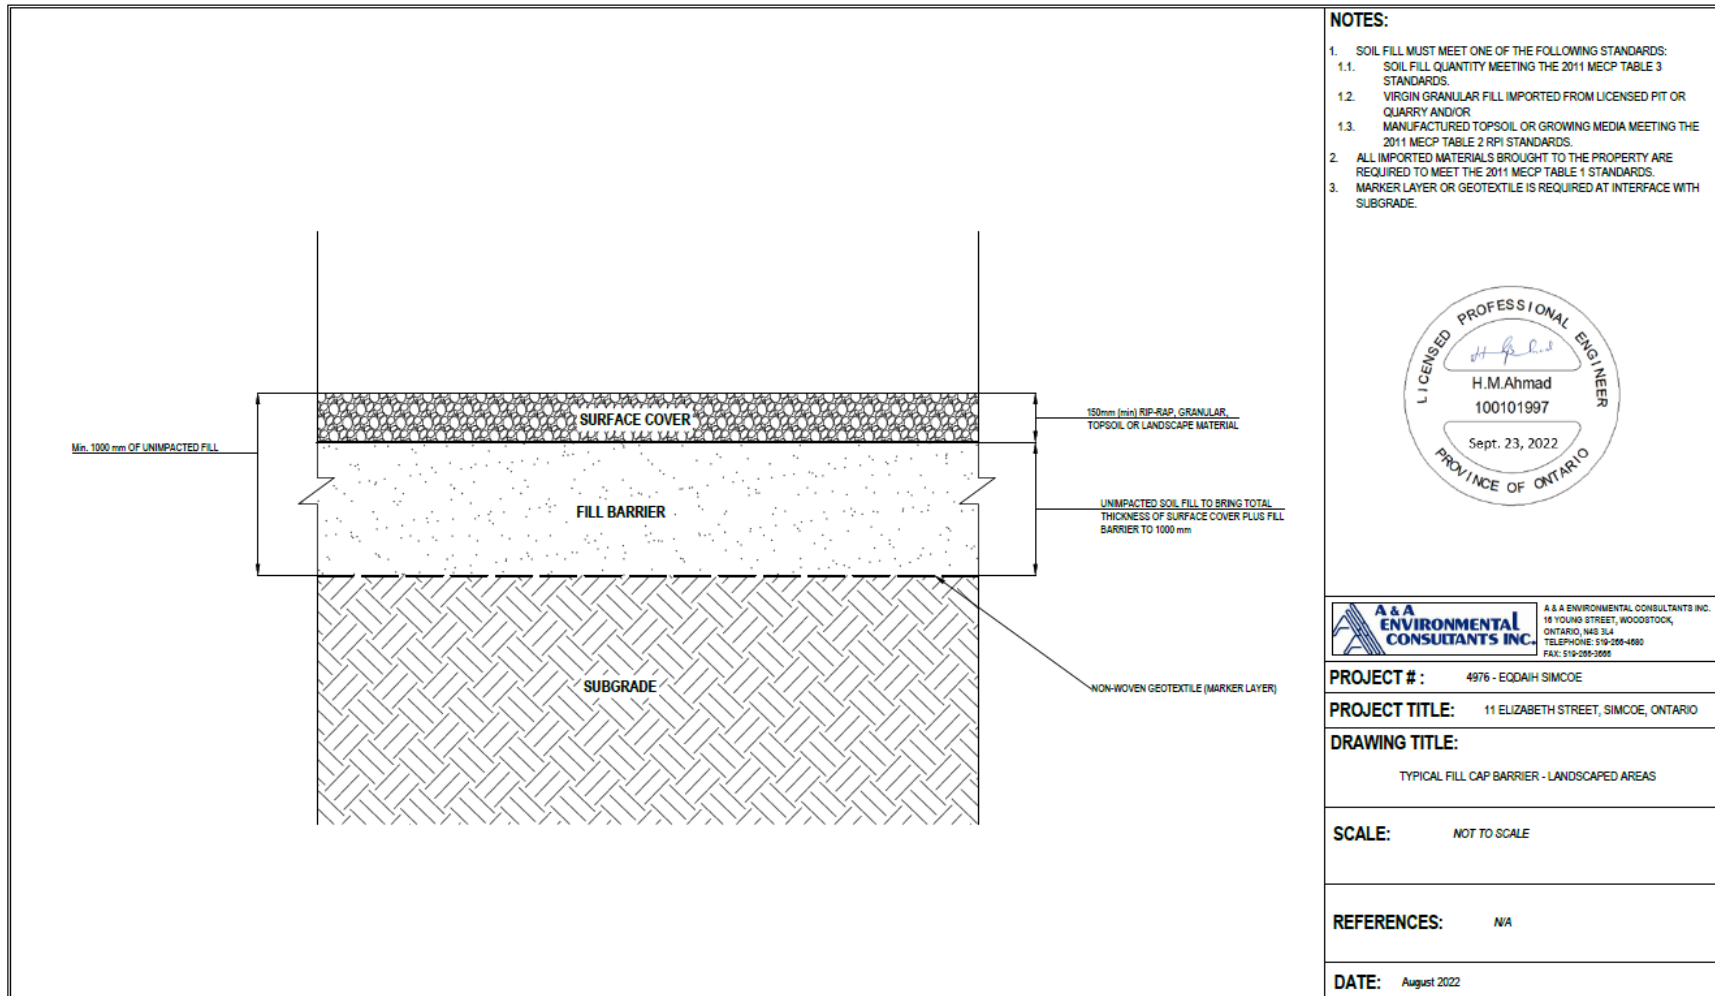 NOTES:
1. SOIL FILL MUST MEET ONE OF THE FOLLOWING STANDARDS:
1.1. SOIL FILL QUANTITY MEETING THE 2011 MECP TABLE 3
STANDARDS.
1.2. VIRGIN GRANULAR FILL IMPORTED FROM LICENSED PIT OR
QUARRY AND/OR
1.3. MANUFACTURED TOPSOIL OR GROWING MEDIA MEETING THE
2011 MECP TABLE 2 RPI STANDARDS.
2. ALL IMPORTED MATERIALS BROUGHT TO THE PROPERTY ARE
REQUIRED TO MEET THE 2011 MECP TABLE 1 STANDARDS.
3. MARKER LAYER OR GEOTEXTILE IS REQUIRED AT INTERFACE WITH
SUBGRADE.
LICENSED PROFESSIONAL ENGINEER
H.M.Ahmad
100101997
Sept. 23, 2022
PROVINCE OF ONTARIO
SURFACE COVER
150mm (min) RIP-RAP, GRANULAR,
TOPSOIL OR LANDSCAPE MATERIAL
Min. 1000 mm OF UNIMPACTED FILL
FILL BARRIER
UNIMPACTED SOIL FILL TO BRING TOTAL
THICKNESS OF SURFACE COVER PLUS FILL
BARRIER TO 1000 mm
SUBGRADE
NON-WOVEN GEOTEXTILE (MARKER LAYER)
A & A
ENVIRONMENTAL
CONSULTANTS INC.
A & A ENVIRONMENTAL CONSULTANTS INC.
16 YOUNG STREET, WOODSTOCK,
ONTARIO, N4S 3L4
TELEPHONE: 519-266-4680
FAX: 519-266-3666
PROJECT # : 4976 - EQDAIH SIMCOE
PROJECT TITLE: 11 ELIZABETH STREET, SIMCOE, ONTARIO
DRAWING TITLE:
TYPICAL FILL CAP BARRIER - LANDSCAPED AREAS
SCALE: NOT TO SCALE
REFERENCES: N/A
DATE: August 2022